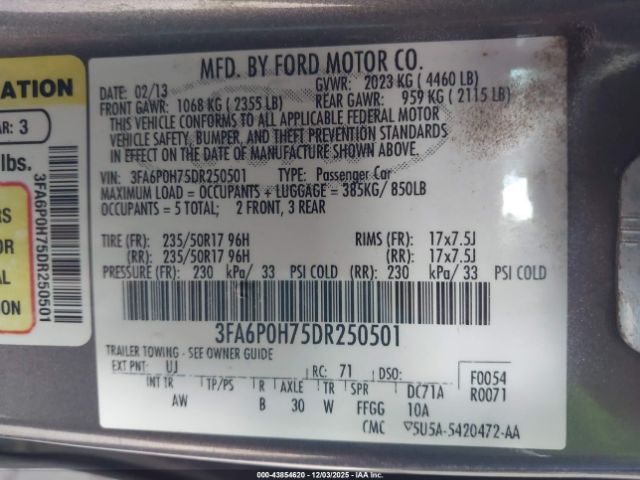 MFD. BY FORD MOTOR CO.
DATE: 02/13
GVWR: 2023 KG ( 4460 LB)
FRONT GAWR: 1068 KG ( 2355 LB)
REAR GAWR: 959 KG ( 2115 LB)
THIS VEHICLE CONFORMS TO ALL APPLICABLE FEDERAL MOTOR
VEHICLE SAFETY, BUMPER, AND THEFT PREVENTION STANDARDS
IN EFFECT ON THE DATE OF MANUFACTURE SHOWN ABOVE.
VIN: 3FA6P0H75DR250501 TYPE: Passenger Car
MAXIMUM LOAD = OCCUPANTS + LUGGAGE = 385KG/ 850LB
OCCUPANTS = 5 TOTAL; 2 FRONT, 3 REAR
TIRE (FR): 235/50R17 96H RIMS (FR): 17x7.5J
(RR): 235/50R17 96H (RR): 17x7.5J
PRESSURE (FR): 230 kPa/ 33 PSI COLD (RR): 230 kPa/ 33 PSI COLD
3FA6P0H75DR250501
TRAILER TOWING - SEE OWNER GUIDE
EXT PNT: UJ RC: 71 DSO: F0054
INT TR TP/PS R AXLE TR SPR DC71A R0071
AW B 30 W FFGG 10A
CMC 5U5A-5420472-AA
ATION
AR: 3
lbs.
RS
OR
AL
ION
3FA6P0H75DR250501
© IAA 43854620 - 12/03/2025 - IAAI.COM